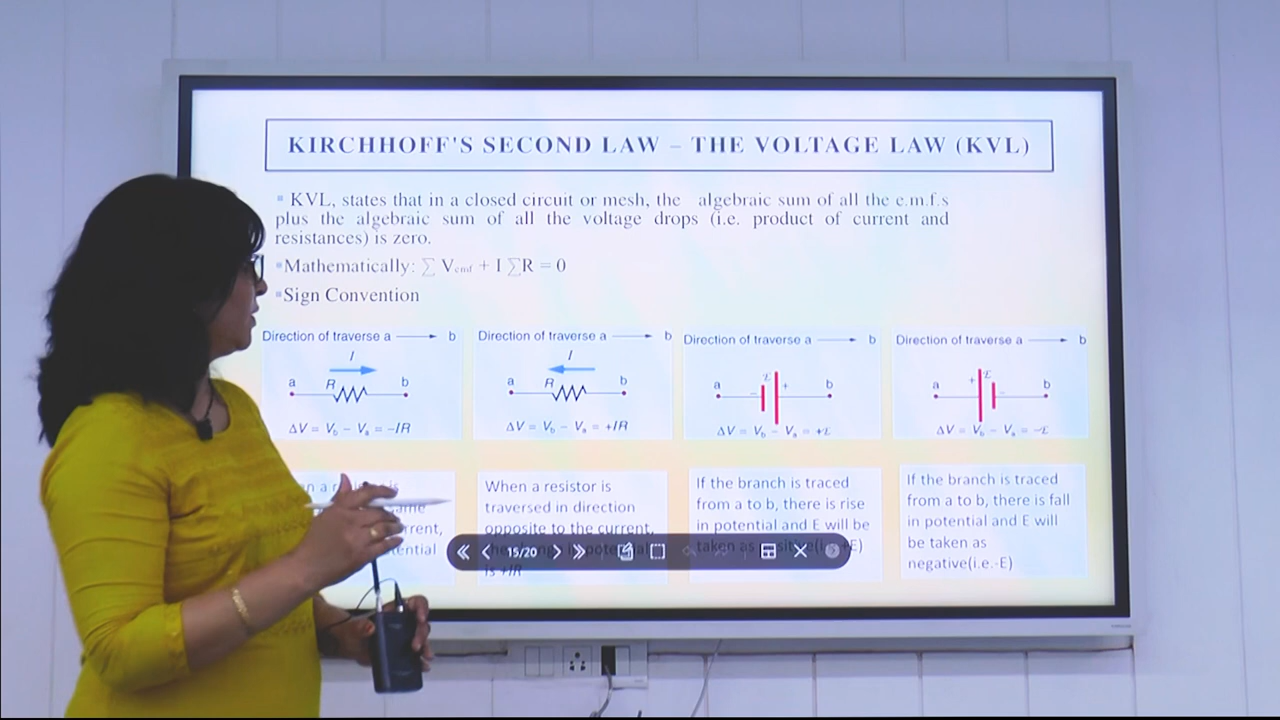 KIRCHHOFF'S SECOND LAW – THE VOLTAGE LAW (KVL)
▪ KVL, states that in a closed circuit or mesh, the algebraic sum of all the e.m.f.s
plus the algebraic sum of all the voltage drops (i.e. product of current and
resistances) is zero.
▪Mathematically: ∑ Vemf + I ∑R = 0
▪Sign Convention
Direction of traverse a → b
I
a R b
ΔV = Vb – Va = -IR
Direction of traverse a → b
I
a R b
ΔV = Vb – Va = +IR
Direction of traverse a → b
a - ℰ + b
ΔV = Vb – Va = +ℰ
Direction of traverse a → b
a + ℰ - b
ΔV = Vb – Va = -ℰ
When a resistor is
traversed in direction
opposite to the current,
is +IR
If the branch is traced
from a to b, there is rise
in potential and E will be
taken as positive(i.e.+E)
If the branch is traced
from a to b, there is fall
in potential and E will
be taken as
negative(i.e.-E)
15/20